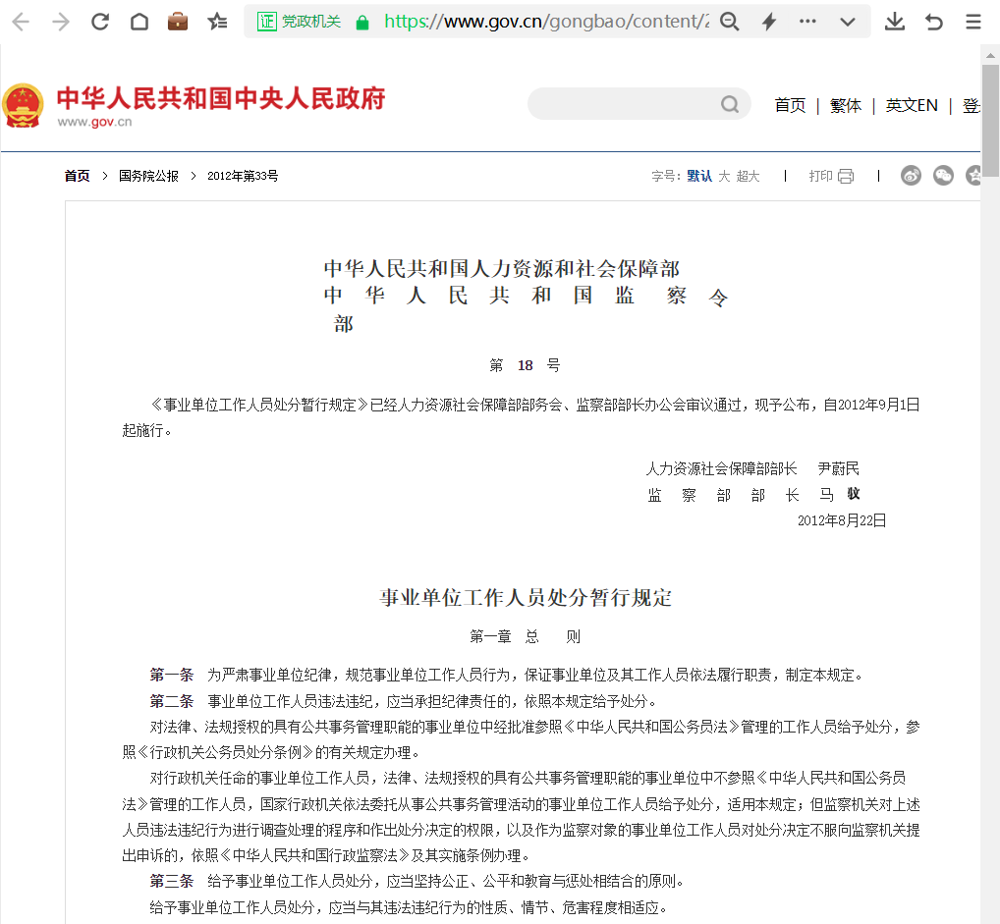 证 党政机关 https://www.gov.cn/gongbao/content/2
中华人民共和国中央人民政府
www.gov.cn
首页 | 繁体 | 英文EN | 登
首页 > 国务院公报 > 2012年第33号
字号：默认 大 超大 | 打印 |
中华人民共和国人力资源和社会保障部
中 华 人 民 共 和 国 监 察 令
部
第 18 号
《事业单位工作人员处分暂行规定》已经人力资源社会保障部部务会、监察部部长办公会审议通过，现予公布，自2012年9月1日
起施行。
人力资源社会保障部部长 尹蔚民
监 察 部 部 长 马 馼
2012年8月22日
事业单位工作人员处分暂行规定
第一章 总 则
第一条 为严肃事业单位纪律，规范事业单位工作人员行为，保证事业单位及其工作人员依法履行职责，制定本规定。
第二条 事业单位工作人员违法违纪，应当承担纪律责任的，依照本规定给予处分。
对法律、法规授权的具有公共事务管理职能的事业单位中经批准参照《中华人民共和国公务员法》管理的工作人员给予处分，参
照《行政机关公务员处分条例》的有关规定办理。
对行政机关任命的事业单位工作人员，法律、法规授权的具有公共事务管理职能的事业单位中不参照《中华人民共和国公务员
法》管理的工作人员，国家行政机关依法委托从事公共事务管理活动的事业单位工作人员给予处分，适用本规定；但监察机关对上述
人员违法违纪行为进行调查处理的程序和作出处分决定的权限，以及作为监察对象的事业单位工作人员对处分决定不服向监察机关提
出申诉的，依照《中华人民共和国行政监察法》及其实施条例办理。
第三条 给予事业单位工作人员处分，应当坚持公正、公平和教育与惩处相结合的原则。
给予事业单位工作人员处分，应当与其违法违纪行为的性质、情节、危害程度相适应。